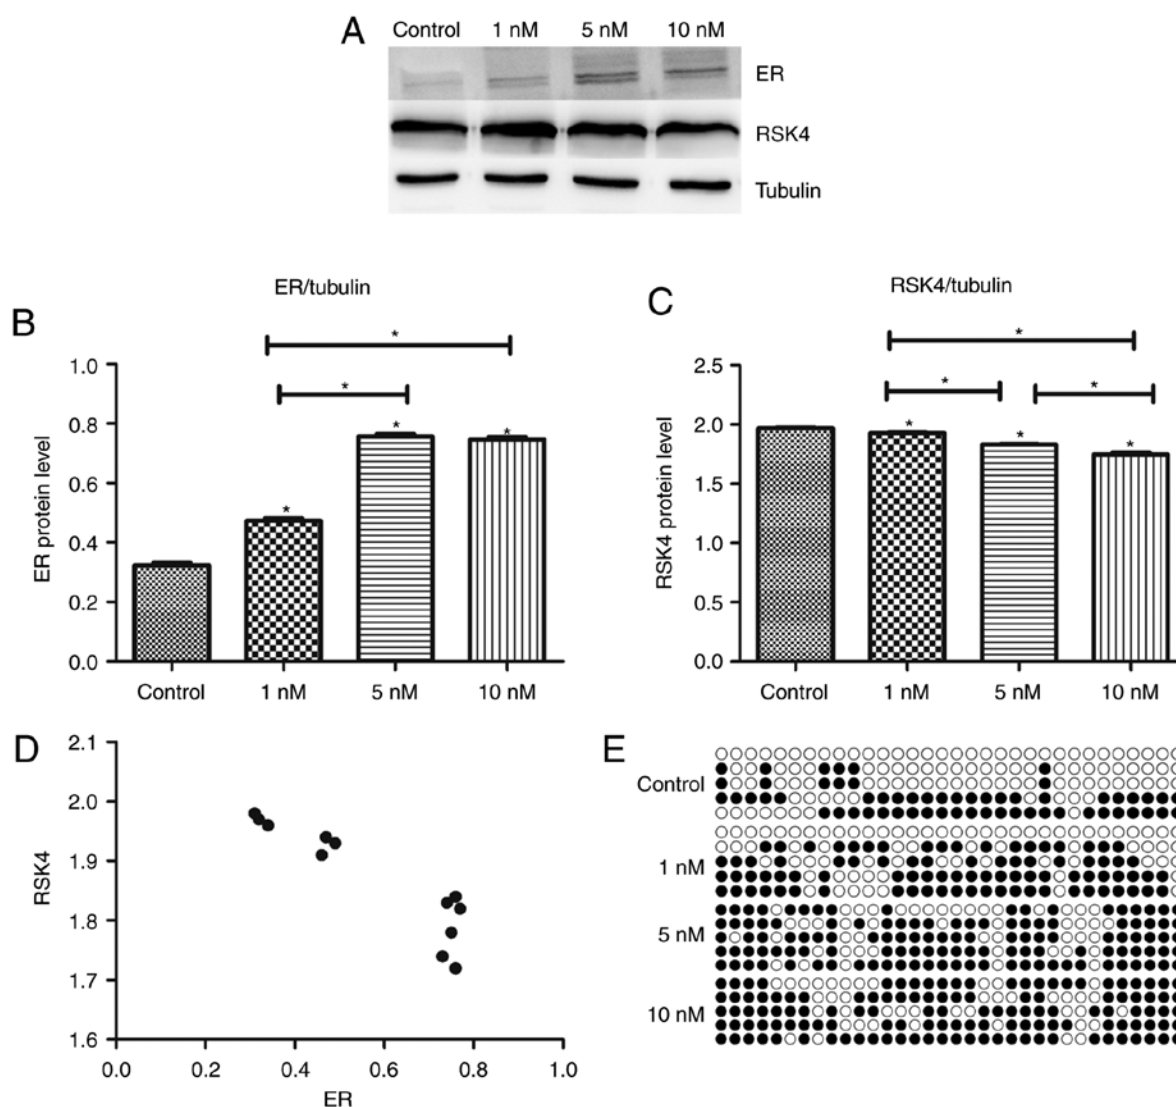 A
Control 1 nM 5 nM 10 nM
ER
RSK4
Tubulin
B
ER/tubulin
*
*
*
*
*
ER protein level
1.0
0.8
0.6
0.4
0.2
0.0
Control 1 nM 5 nM 10 nM
C
RSK4/tubulin
*
* *
* * *
RSK4 protein level
2.5
2.0
1.5
1.0
0.5
0.0
Control 1 nM 5 nM 10 nM
D
RSK4
2.1
2.0
1.9
1.8
1.7
1.6
0.0 0.2 0.4 0.6 0.8 1.0
ER
E
Control
1 nM
5 nM
10 nM